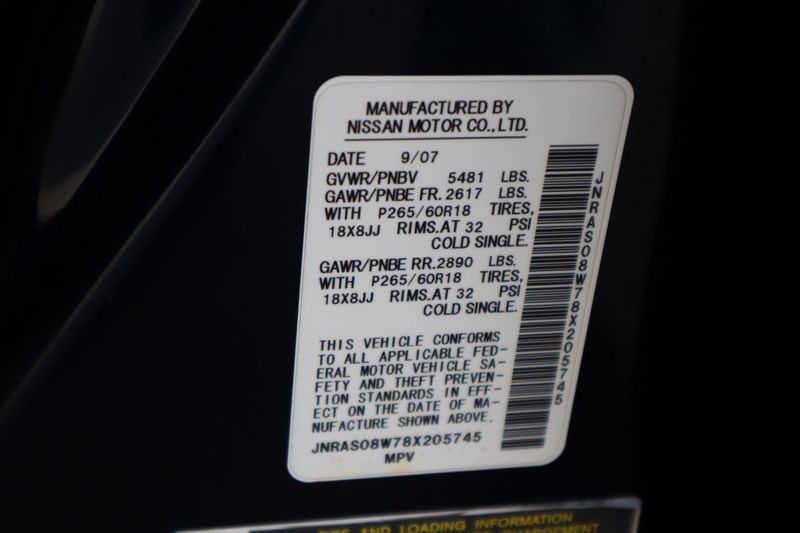 MANUFACTURED BY
NISSAN MOTOR CO.,LTD.
DATE 9/07
GVWR/PNBV 5481 LBS.
GAWR/PNBE FR. 2617 LBS.
WITH P265/60R18 TIRES,
18X8JJ RIMS.AT 32 PSI
COLD SINGLE.
GAWR/PNBE RR. 2890 LBS.
WITH P265/60R18 TIRES,
18X8JJ RIMS.AT 32 PSI
COLD SINGLE.
THIS VEHICLE CONFORMS
TO ALL APPLICABLE FED-
ERAL MOTOR VEHICLE SA-
FETY AND THEFT PREVEN-
TION STANDARDS IN EFF-
ECT ON THE DATE OF MA-
NUFACTURE SHOWN ABOVE.
JNRAS08W78X205745
MPV
JNRAS08W78X205745
TIRE AND LOADING INFORMATION